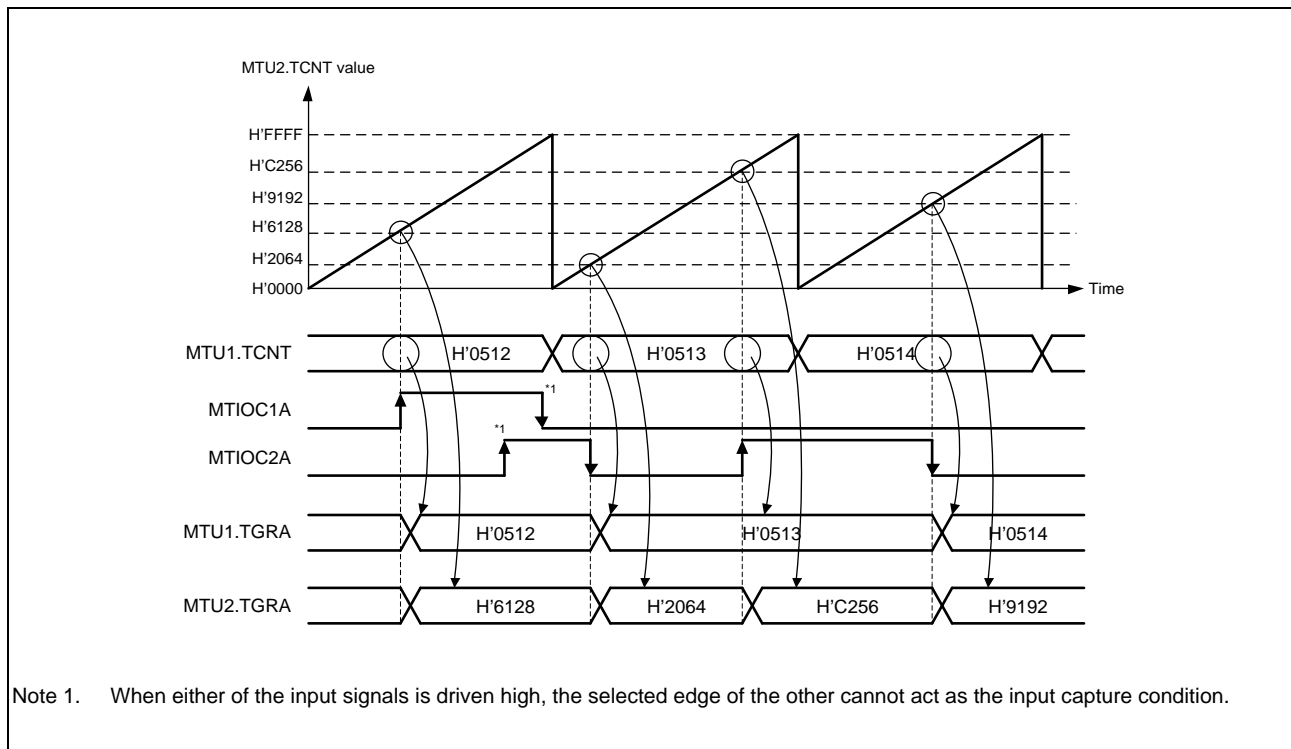 MTU2.TCNT value
H'FFFF
H'C256
H'9192
H'6128
H'2064
H'0000
Time
MTU1.TCNT H'0512 H'0513 H'0514
MTIOC1A *1
MTIOC2A *1
MTU1.TGRA H'0512 H'0513 H'0514
MTU2.TGRA H'6128 H'2064 H'C256 H'9192
Note 1. When either of the input signals is driven high, the selected edge of the other cannot act as the input capture condition.